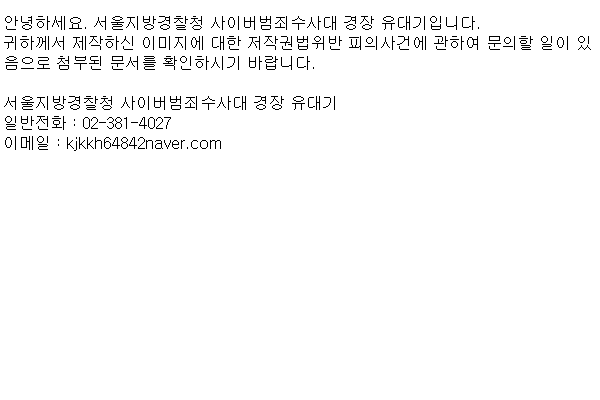 안녕하세요. 서울지방경찰청 사이버범죄수사대 경장 유대기입니다.
귀하께서 제작하신 이미지에 대한 저작권법위반 피의사건에 관하여 문의할 일이 있
음으로 첨부된 문서를 확인하시기 바랍니다.
서울지방경찰청 사이버범죄수사대 경장 유대기
일반전화 : 02-381-4027
이메일 : kjkkh64842naver.com